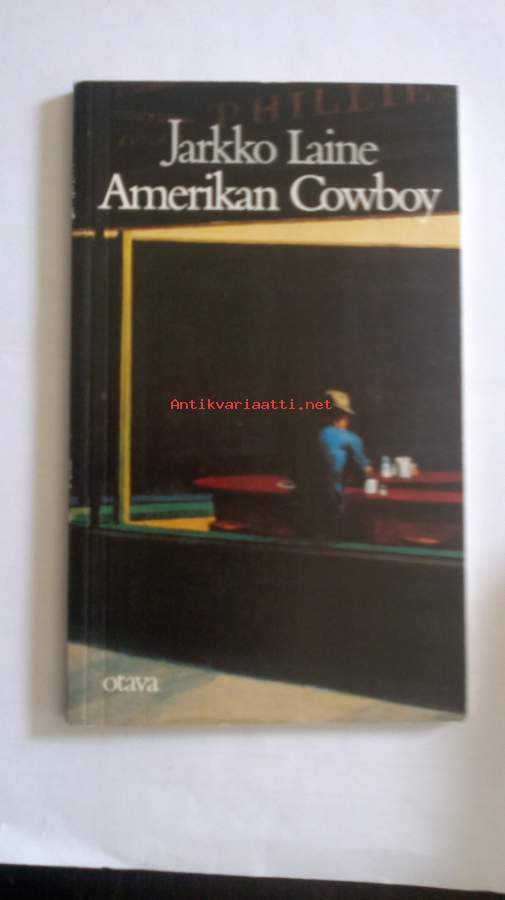 PHILLIE
Jarkko Laine
Amerikan Cowboy
Antikvariaatti.net
otava